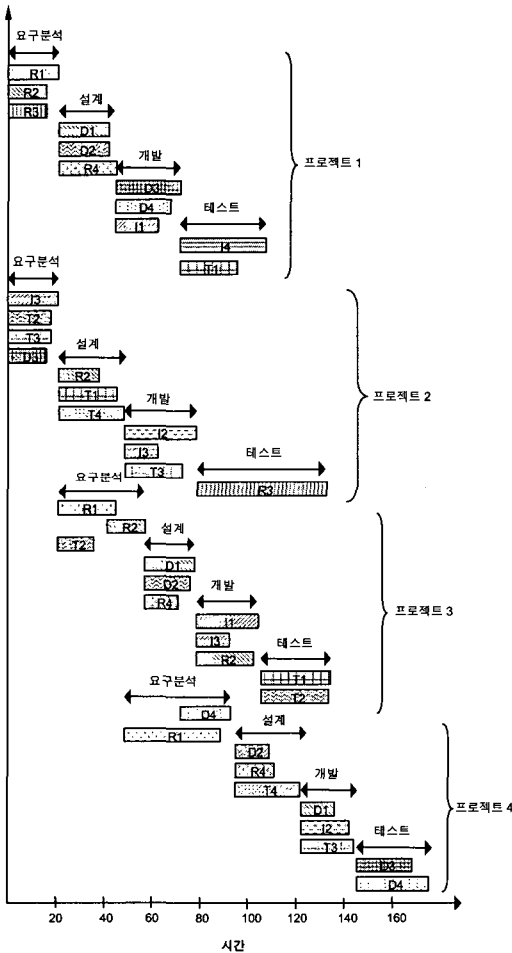 요구분석
R1
R2
R3
설계
D1
D2
R4
개발
D3
D4
I1
테스트
I4
T1
프로젝트 1
요구분석
I3
T2
T3
D3
설계
R2
T1
T4
개발
I2
I3
T3
테스트
R3
프로젝트 2
요구분석
R1
R2
T2
설계
D1
D2
R4
개발
I1
I3
R2
테스트
T1
T2
프로젝트 3
요구분석
D4
R1
설계
D2
R4
T4
개발
D1
I2
T3
테스트
D3
D4
프로젝트 4
20 40 60 80 100 120 140 160
시간